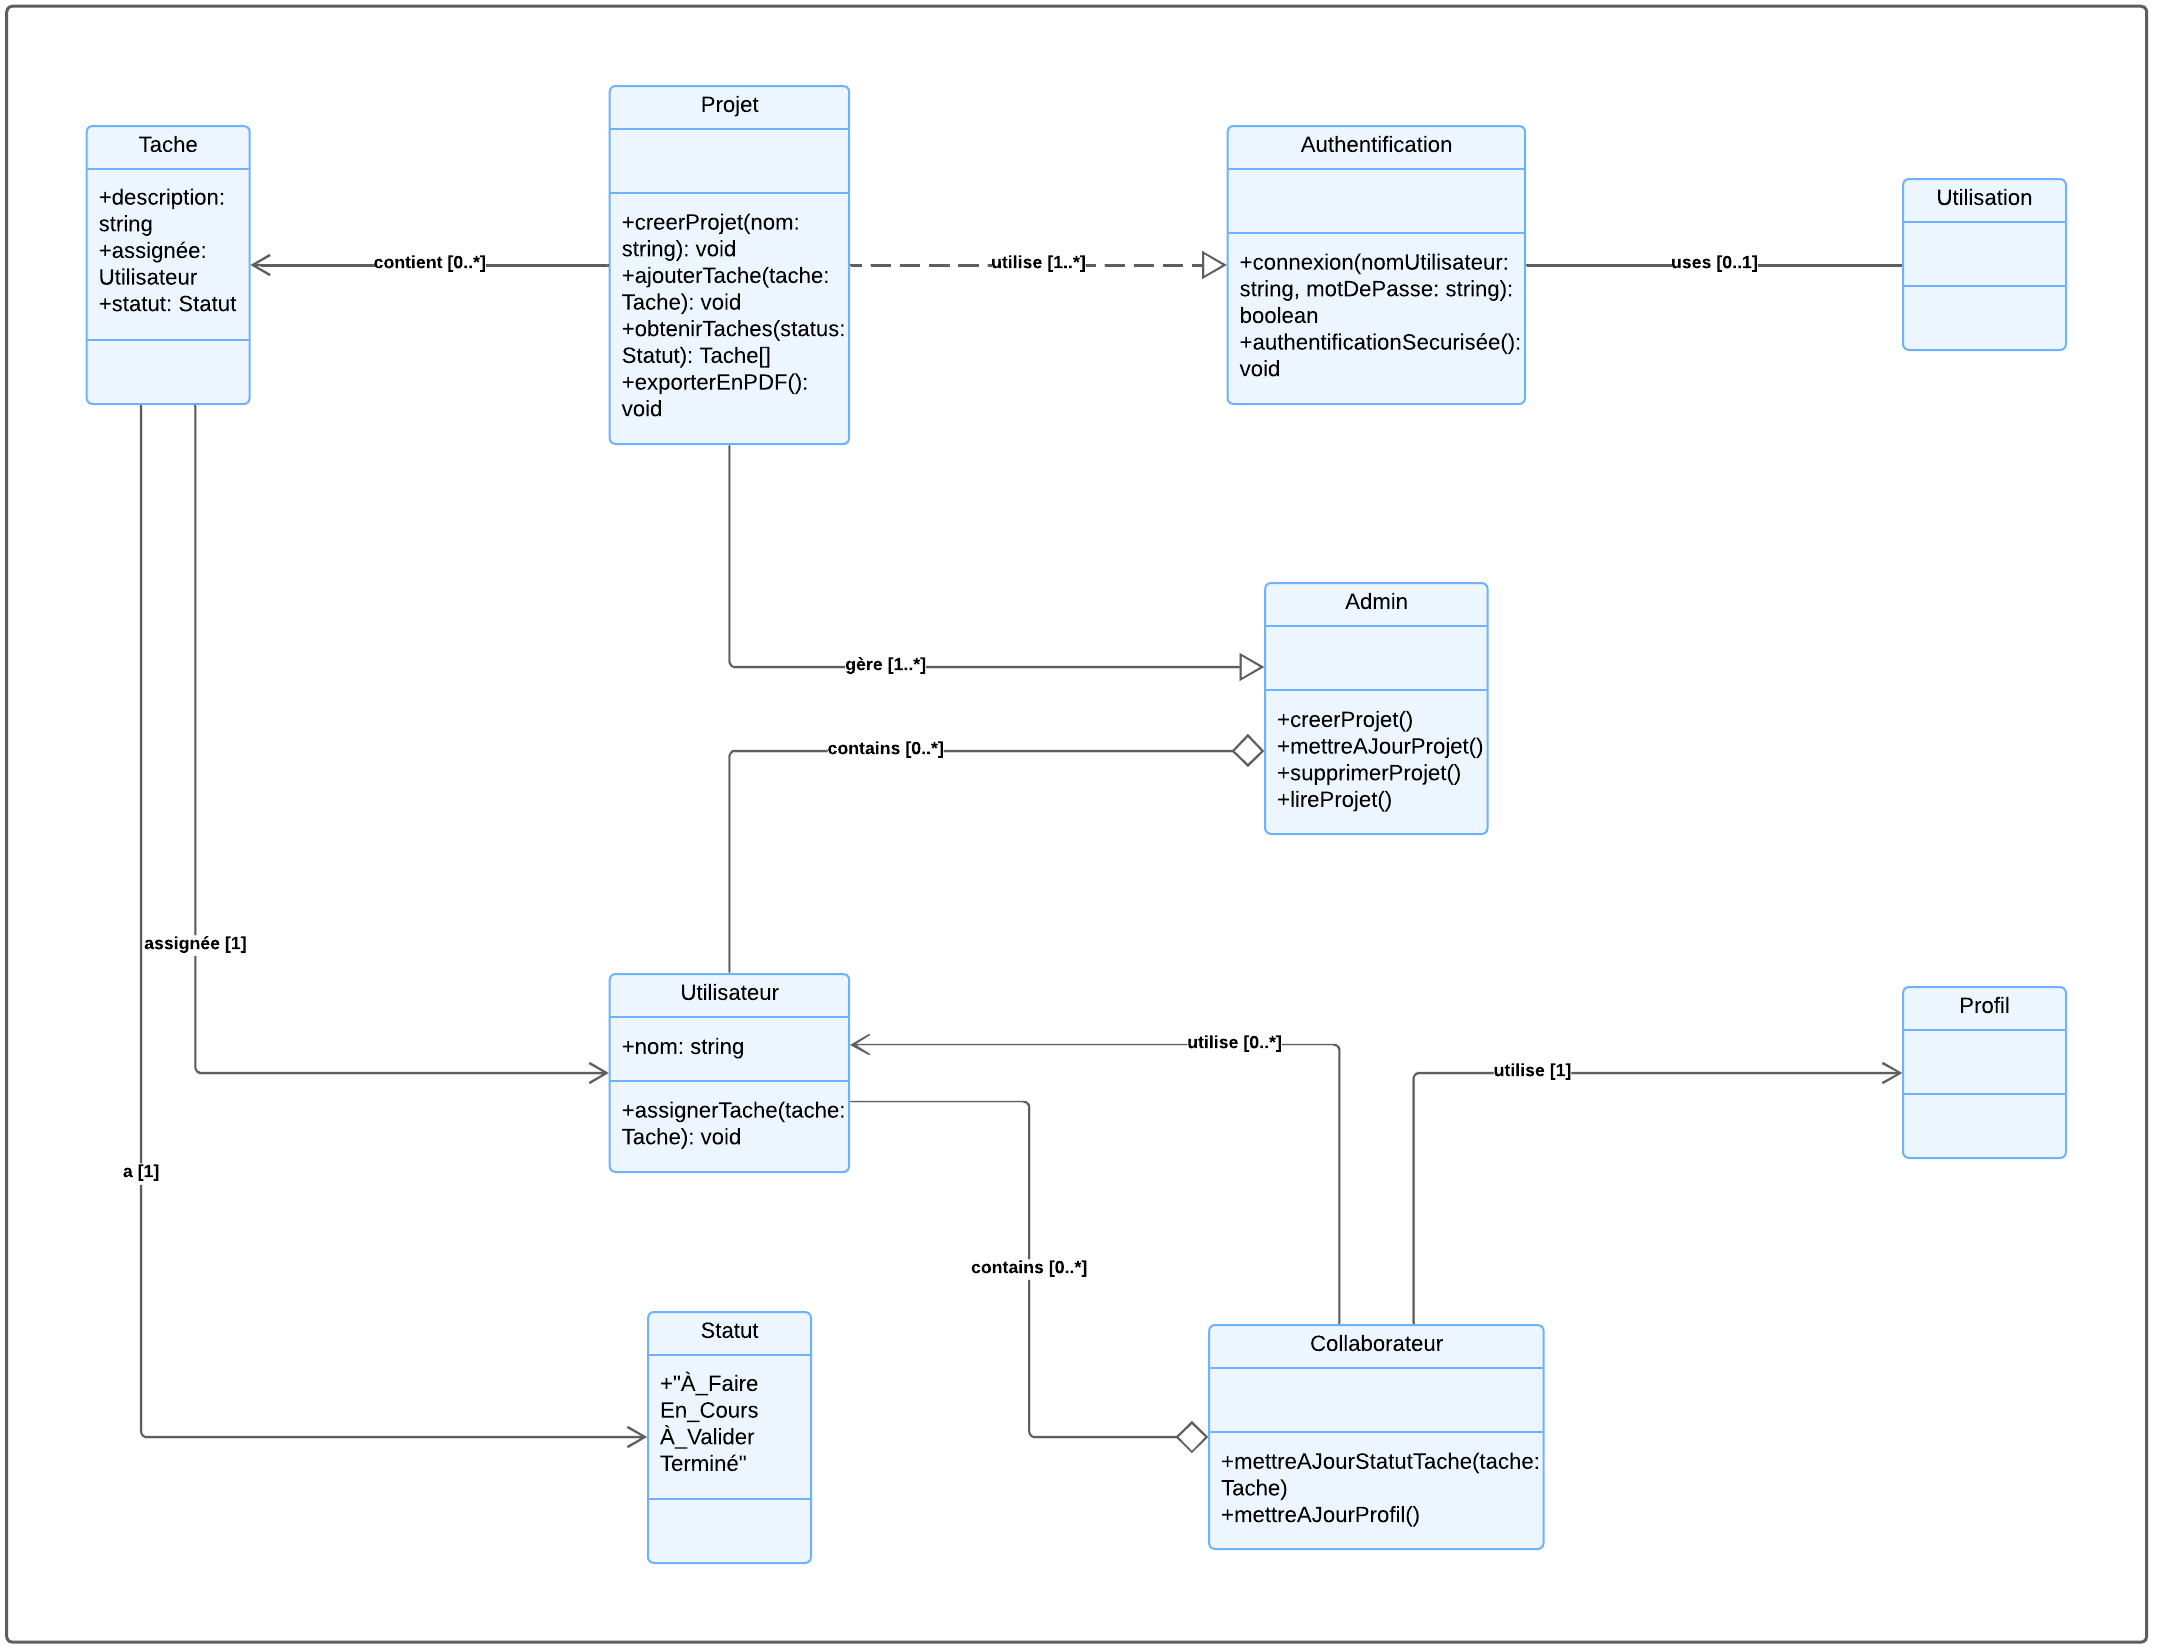 Projet
+creerProjet(nom:
string): void
+ajouterTache(tache:
Tache): void
+obtenirTaches(status:
Statut): Tache[]
+exporterEnPDF():
void
Tache
+description:
string
+assignée:
Utilisateur
+statut: Statut
contient [0..*]
utilise [1..*]
Authentification
+connexion(nomUtilisateur:
string, motDePasse: string):
boolean
+authentificationSecurisée():
void
uses [0..1]
Utilisation
gère [1..*]
Admin
+creerProjet()
+mettreAJourProjet()
+supprimerProjet()
+lireProjet()
contains [0..*]
assignée [1]
Utilisateur
+nom: string
+assignerTache(tache:
Tache): void
utilise [0..*]
utilise [1]
Profil
a [1]
contains [0..*]
Statut
+"À_Faire
En_Cours
À_Valider
Terminé"
Collaborateur
+mettreAJourStatutTache(tache:
Tache)
+mettreAJourProfil()